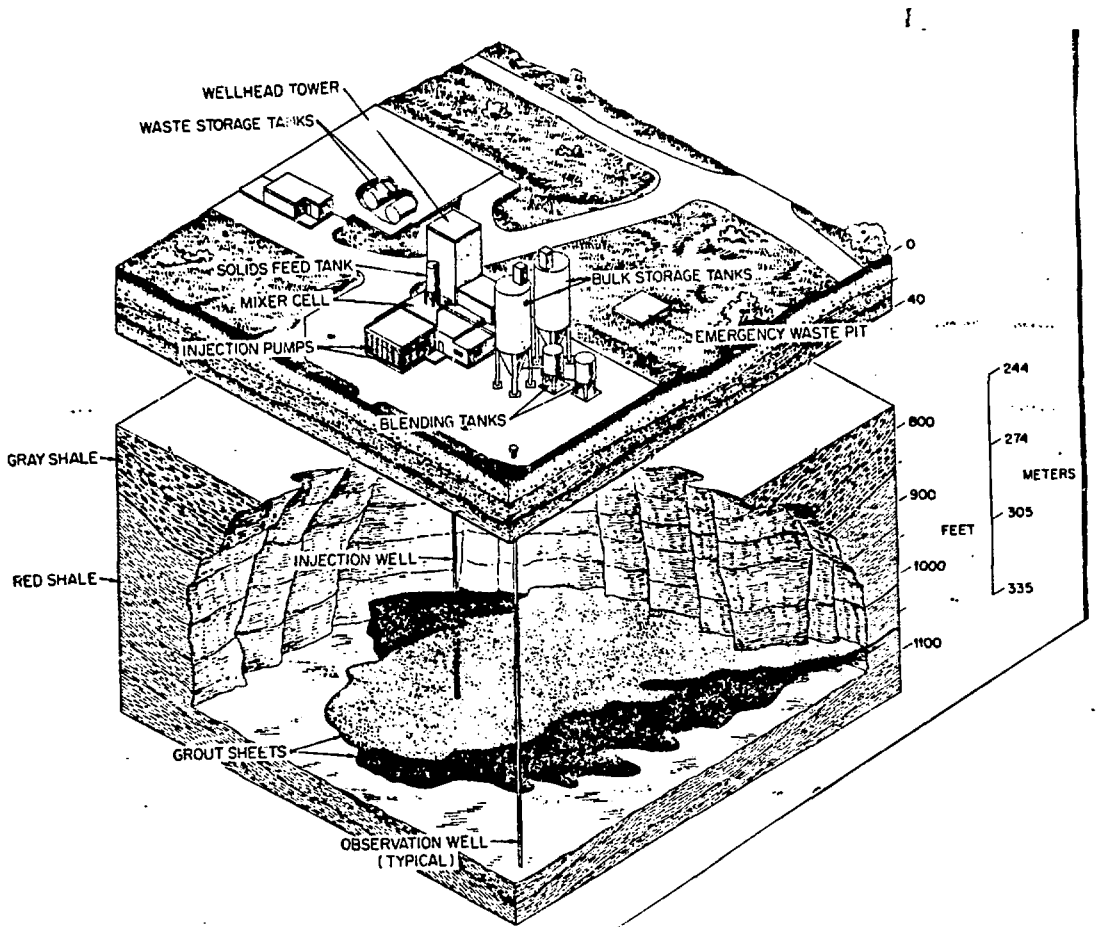 WELLHEAD TOWER
WASTE STORAGE TANKS
SOLIDS FEED TANK
MIXER CELL
INJECTION PUMPS
BULK STORAGE TANKS
EMERGENCY WASTE PIT
BLENDING TANKS
0
40
244
800
274
METERS
900
305
FEET
1000
335
1100
GRAY SHALE
RED SHALE
INJECTION WELL
GROUT SHEETS
OBSERVATION WELL
(TYPICAL)